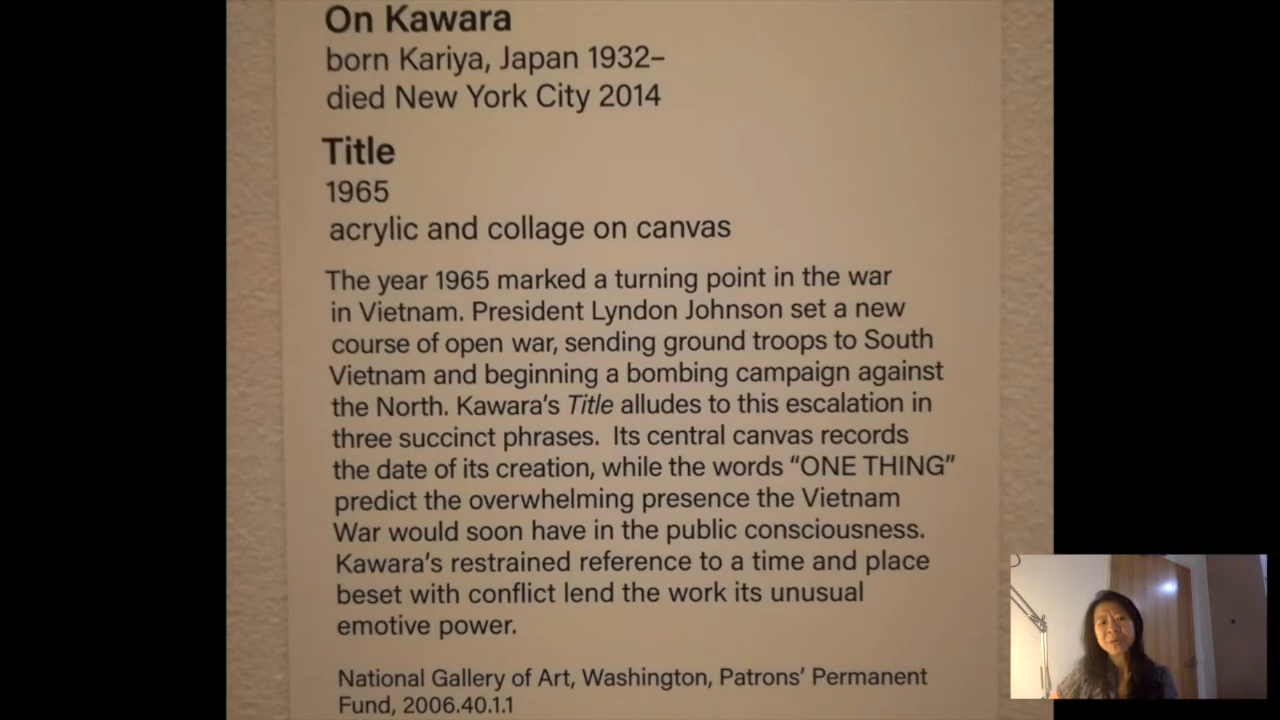 On Kawara
born Kariya, Japan 1932–
died New York City 2014
Title
1965
acrylic and collage on canvas
The year 1965 marked a turning point in the war
in Vietnam. President Lyndon Johnson set a new
course of open war, sending ground troops to South
Vietnam and beginning a bombing campaign against
the North. Kawara’s Title alludes to this escalation in
three succinct phrases. Its central canvas records
the date of its creation, while the words “ONE THING”
predict the overwhelming presence the Vietnam
War would soon have in the public consciousness.
Kawara’s restrained reference to a time and place
beset with conflict lend the work its unusual
emotive power.
National Gallery of Art, Washington, Patrons’ Permanent
Fund, 2006.40.1.1